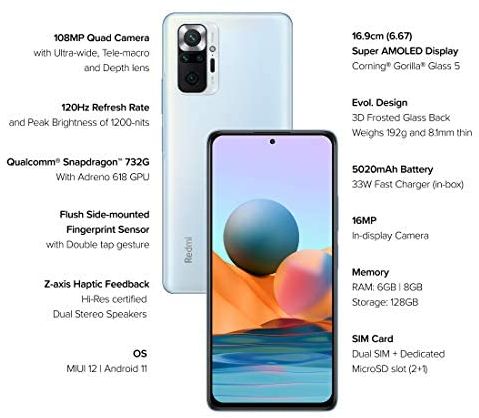 108MP Quad Camera
with Ultra-wide, Tele-macro
and Depth lens
120Hz Refresh Rate
and Peak Brightness of 1200-nits
Qualcomm® Snapdragon™ 732G
With Adreno 618 GPU
Flush Side-mounted
Fingerprint Sensor
with Double tap gesture
Z-axis Haptic Feedback
Hi-Res certified
Dual Stereo Speakers
OS
MIUI 12 | Android 11
Redmi
16.9cm (6.67)
Super AMOLED Display
Corning® Gorilla® Glass 5
Evol. Design
3D Frosted Glass Back
Weighs 192g and 8.1mm thin
5020mAh Battery
33W Fast Charger (in-box)
16MP
In-display Camera
Memory
RAM: 6GB | 8GB
Storage: 128GB
SIM Card
Dual SIM + Dedicated
MicroSD slot (2+1)